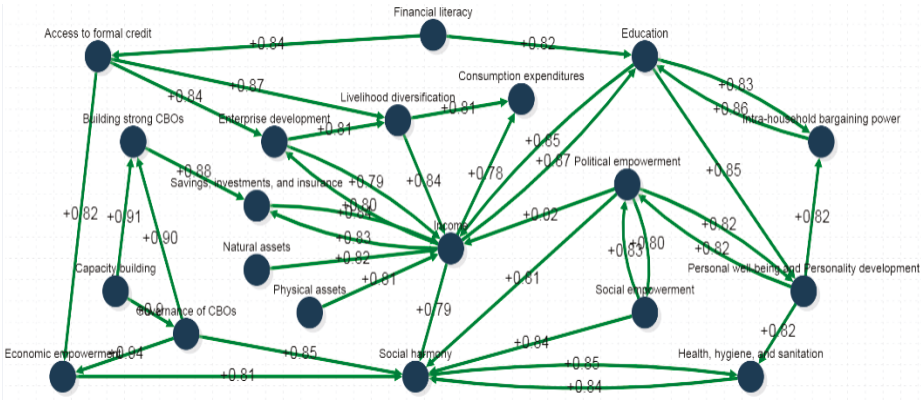 Financial literacy
Access to formal credit
+0.84
+0.82
Education
Consumption expenditures
+0.87
+0.83
+0.84
Livelihood diversification
+0.81
+0.86
Building strong CBOs
Enterprise development
+0.81
Intra-household bargaining power
+0.85
+0.88
+0.87
Political empowerment
+0.78
+0.85
Savings, investments, and insurance
+0.79
+0.84
+0.80
+0.82
+0.91
+0.82
+0.82
Income
+0.90
+0.83
+0.83
+0.80
+0.82
Natural assets
+0.82
Capacity building
+0.81
+0.81
Personal well-being and Personality development
Physical assets
Social empowerment
Governance of CBOs
+0.79
+0.84
+0.82
Economic empowerment
+0.94
+0.85
Social harmony
+0.85
Health, hygiene, and sanitation
+0.81
+0.84